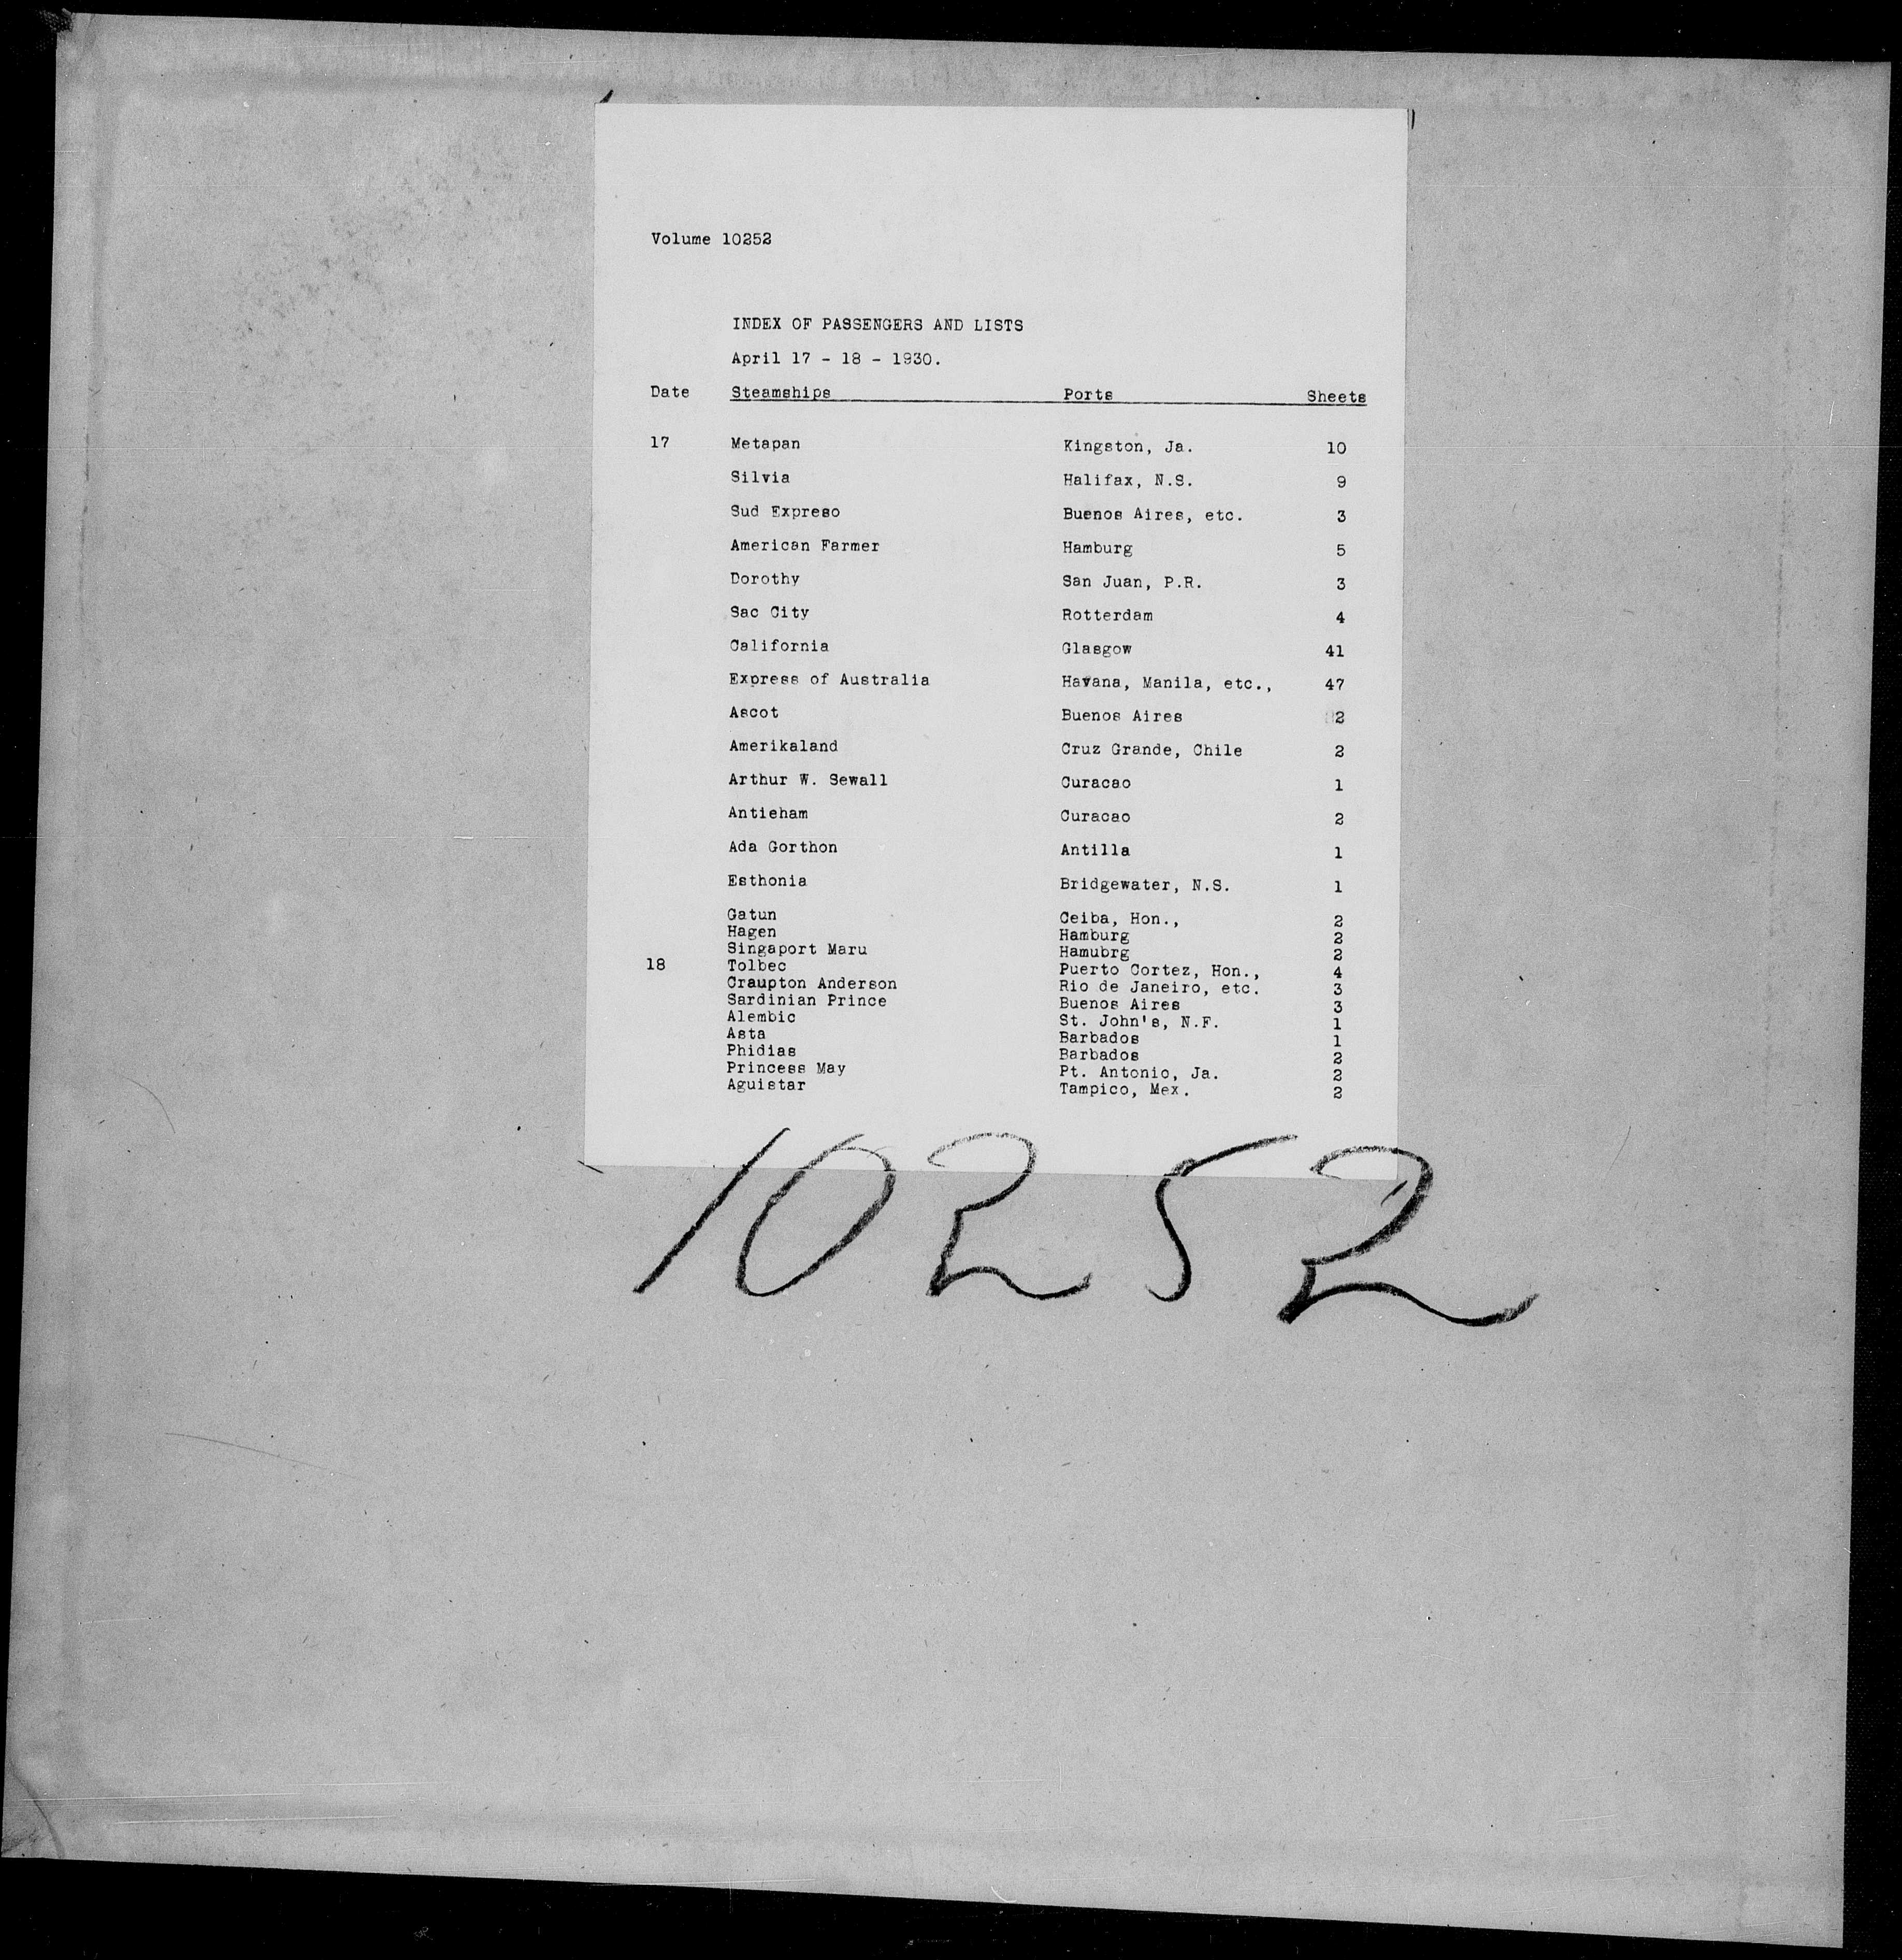 Volume 10252
INDEX OF PASSENGERS AND LISTS
April 17 - 18 - 1930.
Date Steamships Ports Sheets
17 Metapan Kingston, Ja. 10
Silvia Halifax, N.S. 9
Sud Expreso Buenos Aires, etc. 3
American Farmer Hamburg 5
Dorothy San Juan, P.R. 3
Sac City Rotterdam 4
California Glasgow 41
Express of Australia Havana, Manila, etc., 47
Ascot Buenos Aires 2
Amerikaland Cruz Grande, Chile 2
Arthur W. Sewall Curacao 1
Antieham Curacao 2
Ada Gorthon Antilla 1
Esthonia Bridgewater, N.S. 1
Gatun Ceiba, Hon., 2
Hagen Hamburg 2
Singaport Maru Hamubrg 2
18 Tolbec Puerto Cortez, Hon., 4
Craupton Anderson Rio de Janeiro, etc. 3
Sardinian Prince Buenos Aires 3
Alembic St. John's, N.F. 1
Asta Barbados 1
Phidias Barbados 2
Princess May Pt. Antonio, Ja. 2
Aguistar Tampico, Mex. 2
10252